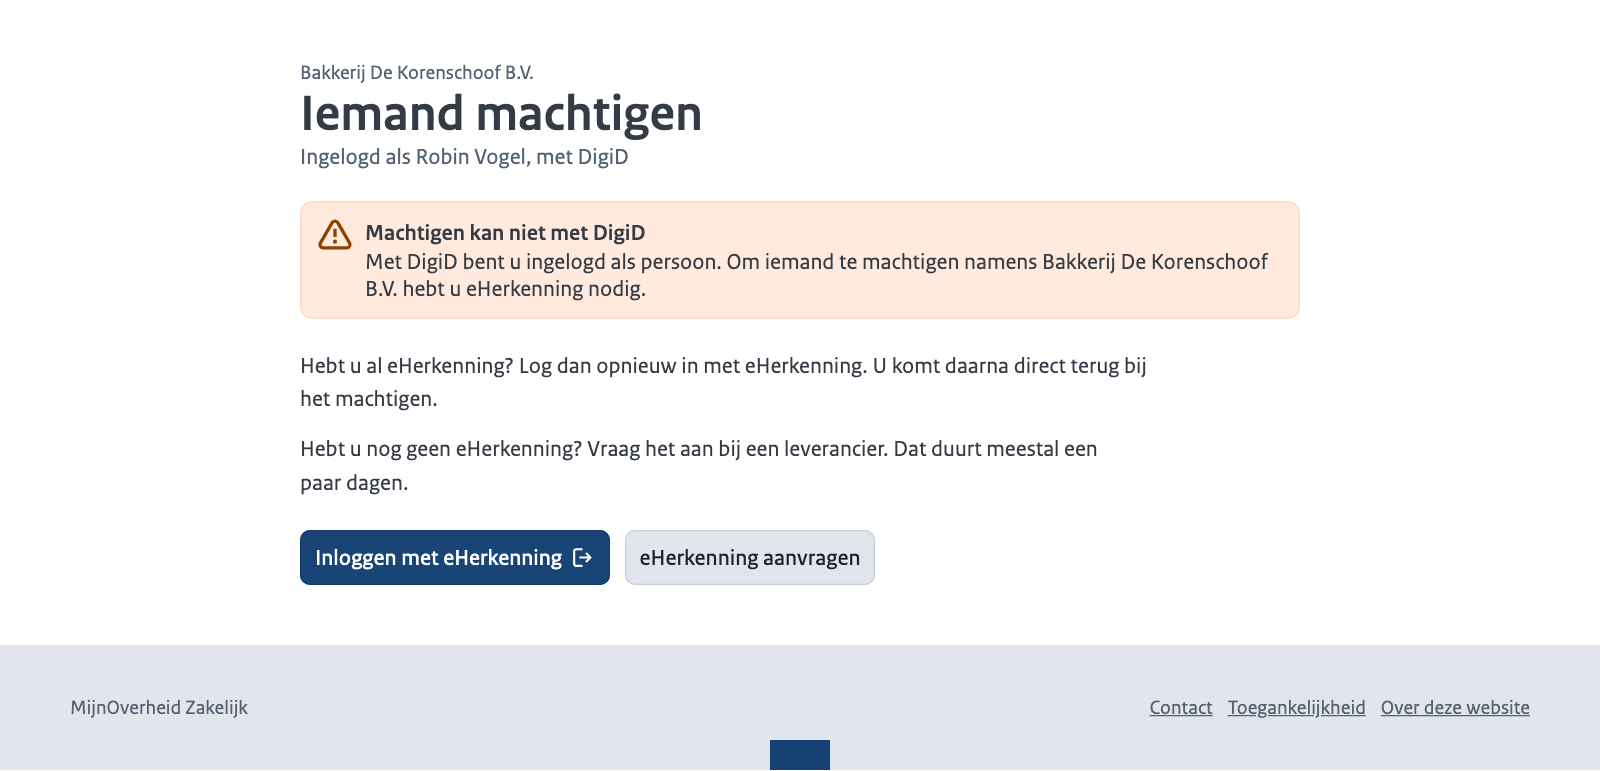 Bakkerij De Korenschoof B.V.
Iemand machtigen
Ingelogd als Robin Vogel, met DigiD
Machtigen kan niet met DigiD
Met DigiD bent u ingelogd als persoon. Om iemand te machtigen namens Bakkerij De Korenschoof
B.V. hebt u eHerkenning nodig.
Hebt u al eHerkenning? Log dan opnieuw in met eHerkenning. U komt daarna direct terug bij
het machtigen.
Hebt u nog geen eHerkenning? Vraag het aan bij een leverancier. Dat duurt meestal een
paar dagen.
Inloggen met eHerkenning
eHerkenning aanvragen
MijnOverheid Zakelijk
Contact Toegankelijkheid Over deze website